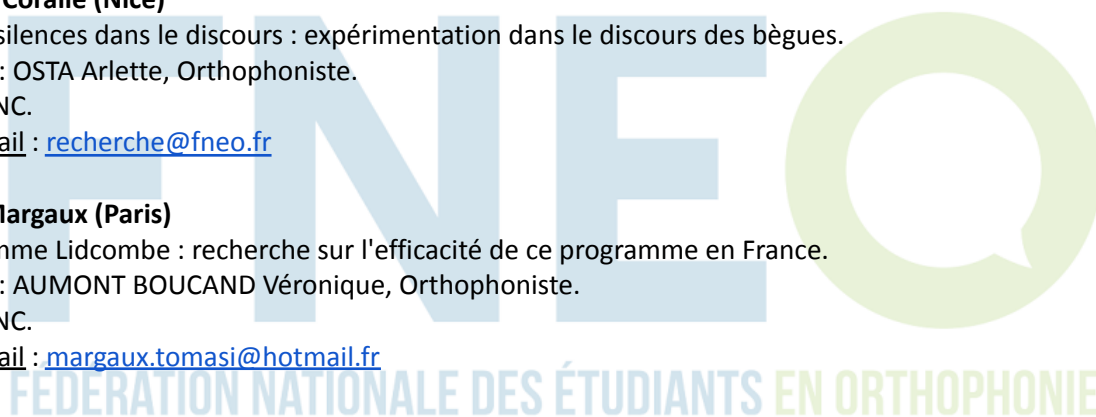 Coralie (Nice)
silences dans le discours : expérimentation dans le discours des bègues.
: OSTA Arlette, Orthophoniste.
NC.
ail : recherche@fneo.fr
Margaux (Paris)
mme Lidcombe : recherche sur l'efficacité de ce programme en France.
: AUMONT BOUCAND Véronique, Orthophoniste.
NC.
ail : margaux.tomasi@hotmail.fr
FNEO
FÉDÉRATION NATIONALE DES ÉTUDIANTS EN ORTHOPHONIE